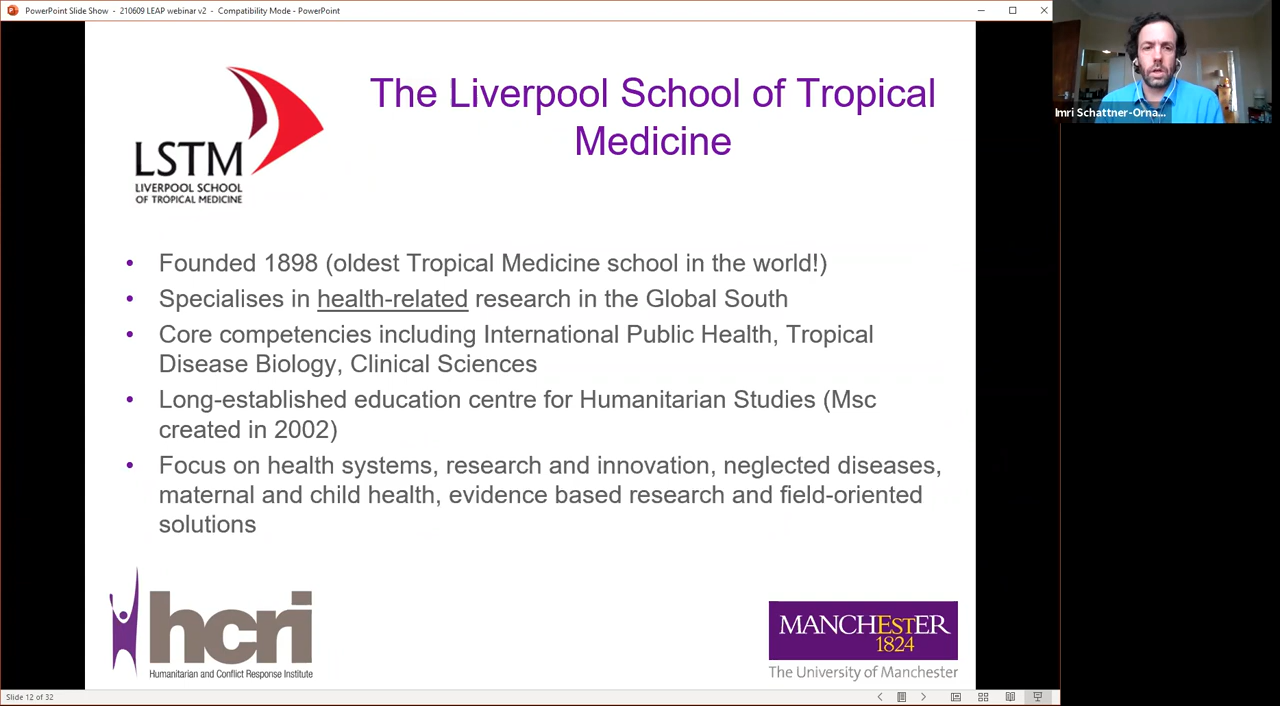 PowerPoint Slide Show - 210609 LEAP webinar v2 - Compatibility Mode - PowerPoint
Imri Schattner-Orna...
The Liverpool School of Tropical
Medicine
LSTM
LIVERPOOL SCHOOL
OF TROPICAL MEDICINE
• Founded 1898 (oldest Tropical Medicine school in the world!)
• Specialises in health-related research in the Global South
• Core competencies including International Public Health, Tropical
Disease Biology, Clinical Sciences
• Long-established education centre for Humanitarian Studies (Msc
created in 2002)
• Focus on health systems, research and innovation, neglected diseases,
maternal and child health, evidence based research and field-oriented
solutions
hcri
Humanitarian and Conflict Response Institute
MANCHESTER
1824
The University of Manchester
Slide 12 of 32